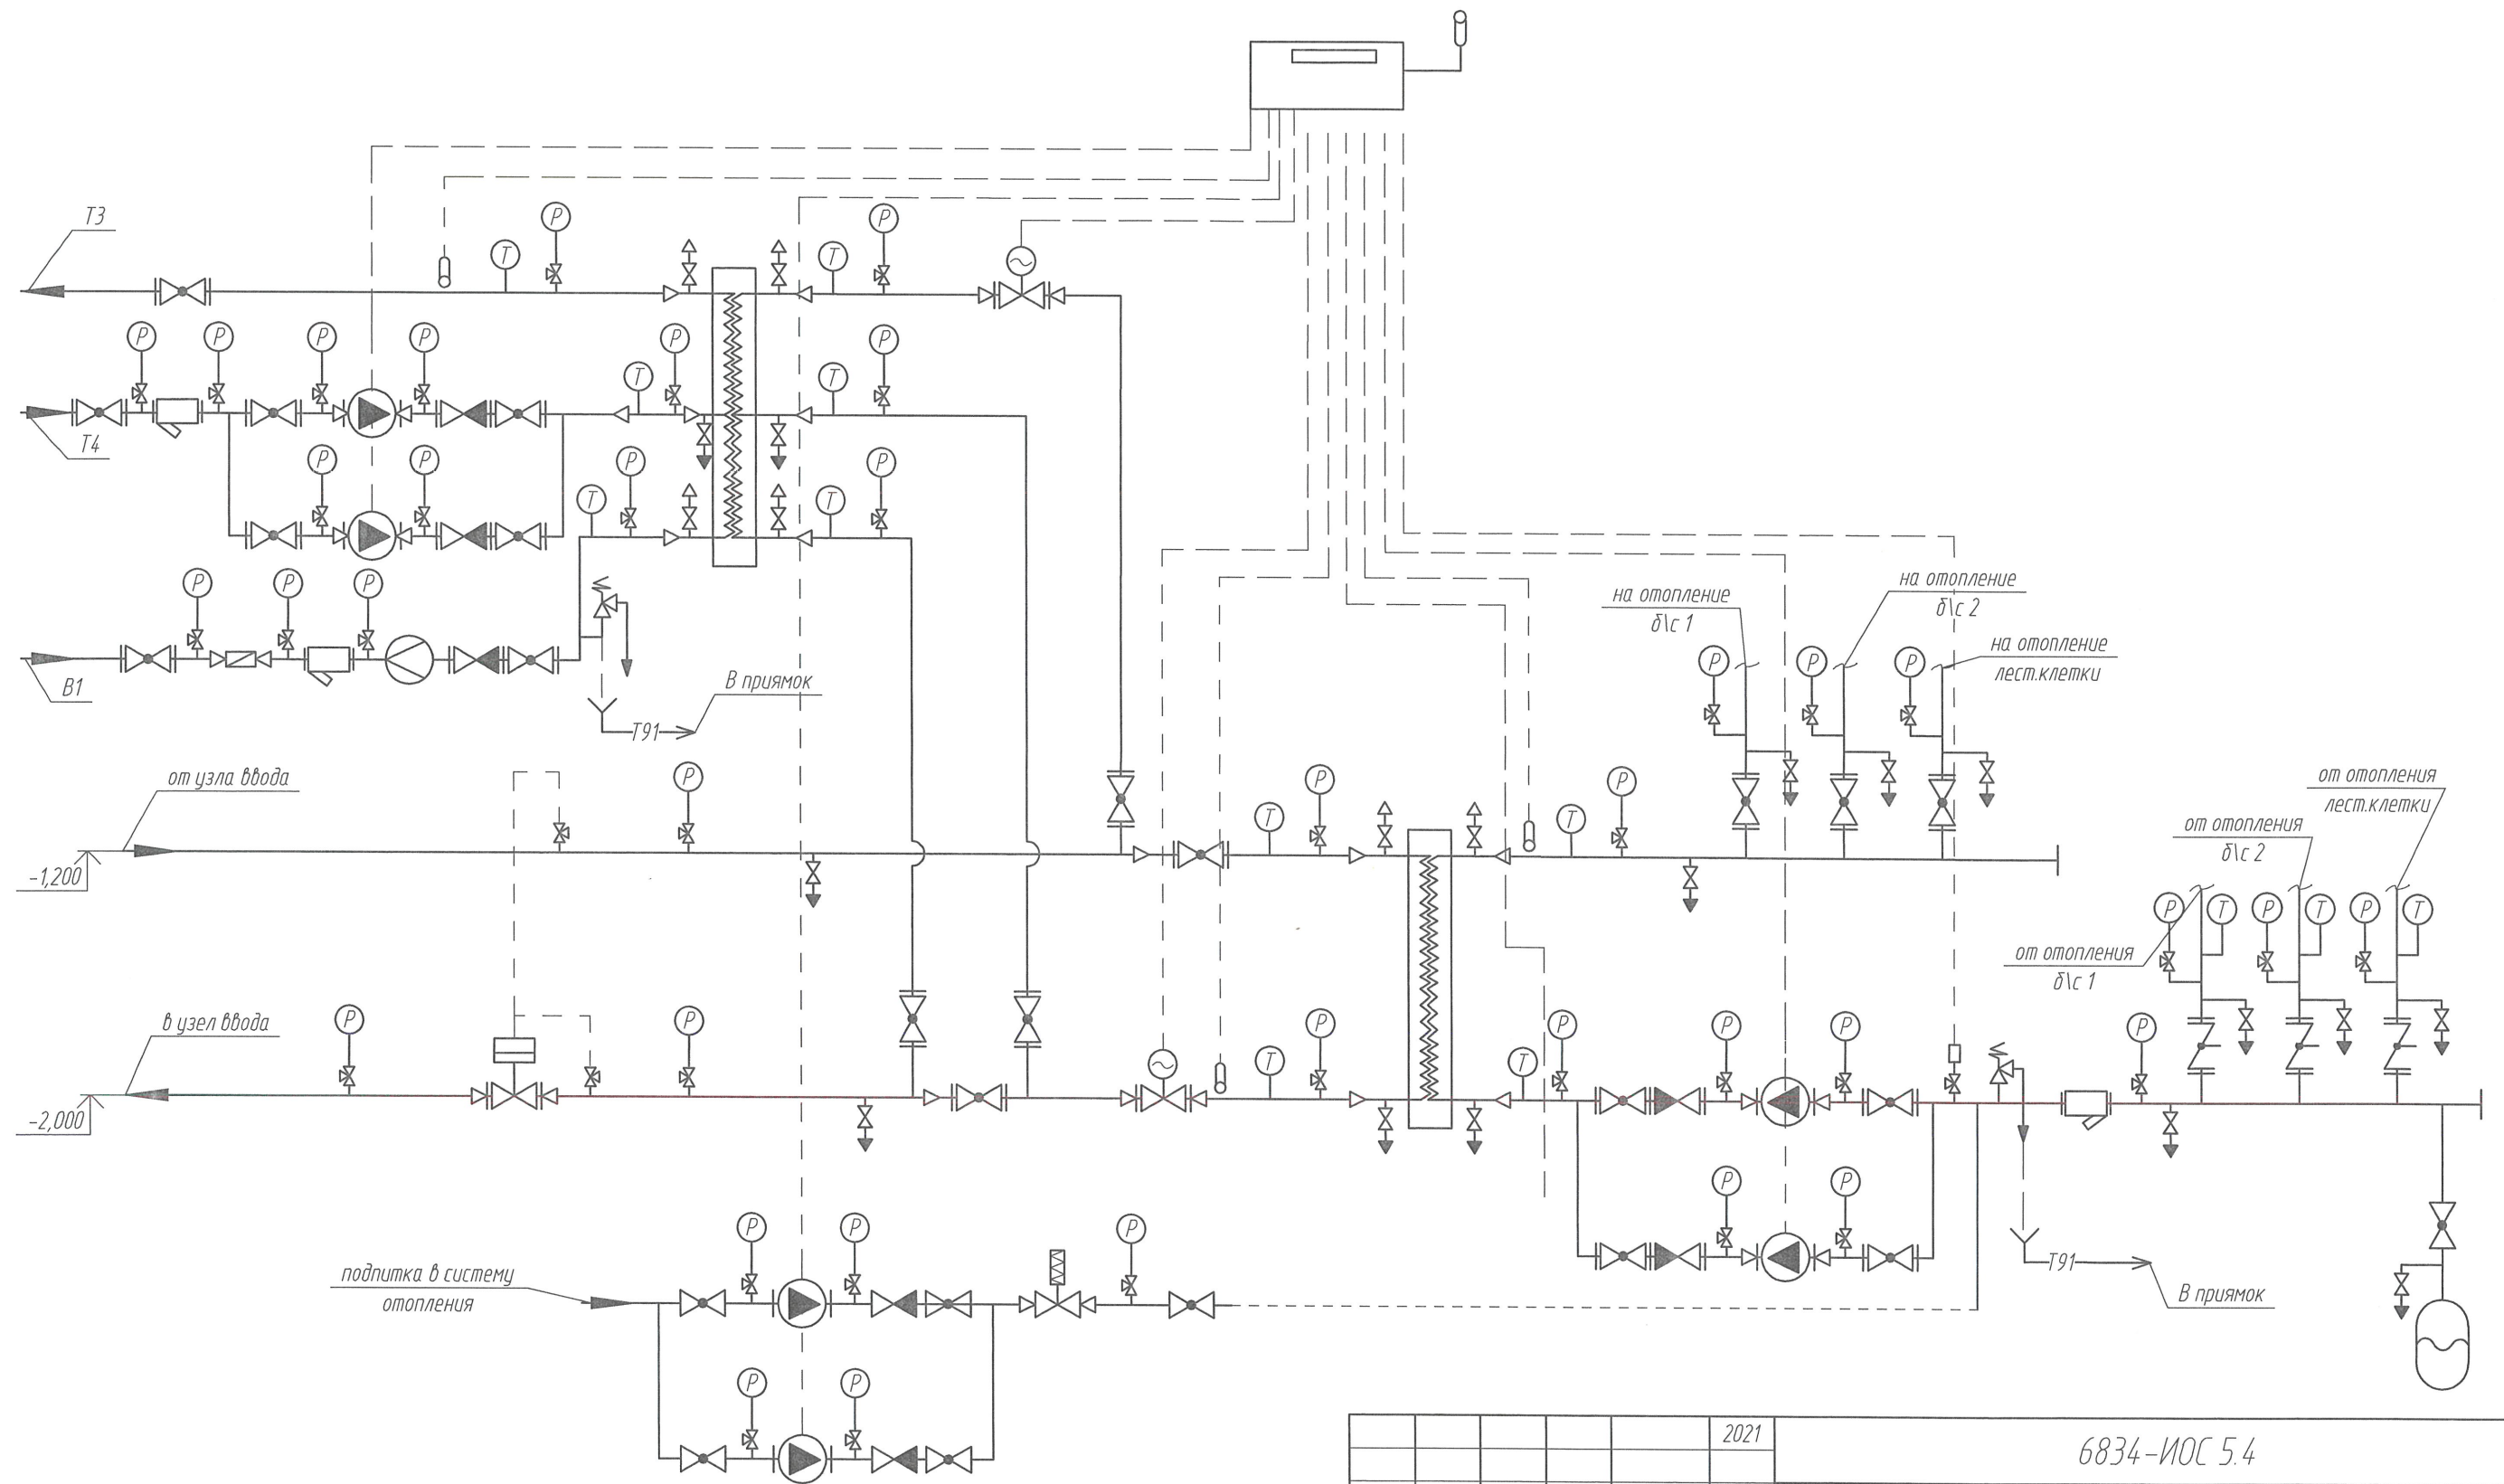 Т3
P
P
T
T
P
P
P
P
P
T
P
T
P
Т4
P
P
T
P
T
P
P
P
P
В1
В приямок
Т91
на отопление
б\с 1
на отопление
б\с 2
на отопление
лест.клетки
P
P
P
от узла ввода
-1,200
P
T
P
T
P
от отопления
лест.клетки
от отопления
б\с 2
от отопления
б\с 1
P
T
P
T
P
T
в узел ввода
-2,000
P
P
T
P
T
P
P
P
P
P
P
Т91
В приямок
подпитка в систему
отопления
P
P
P
P
P
2021
6834-ИОС 5.4